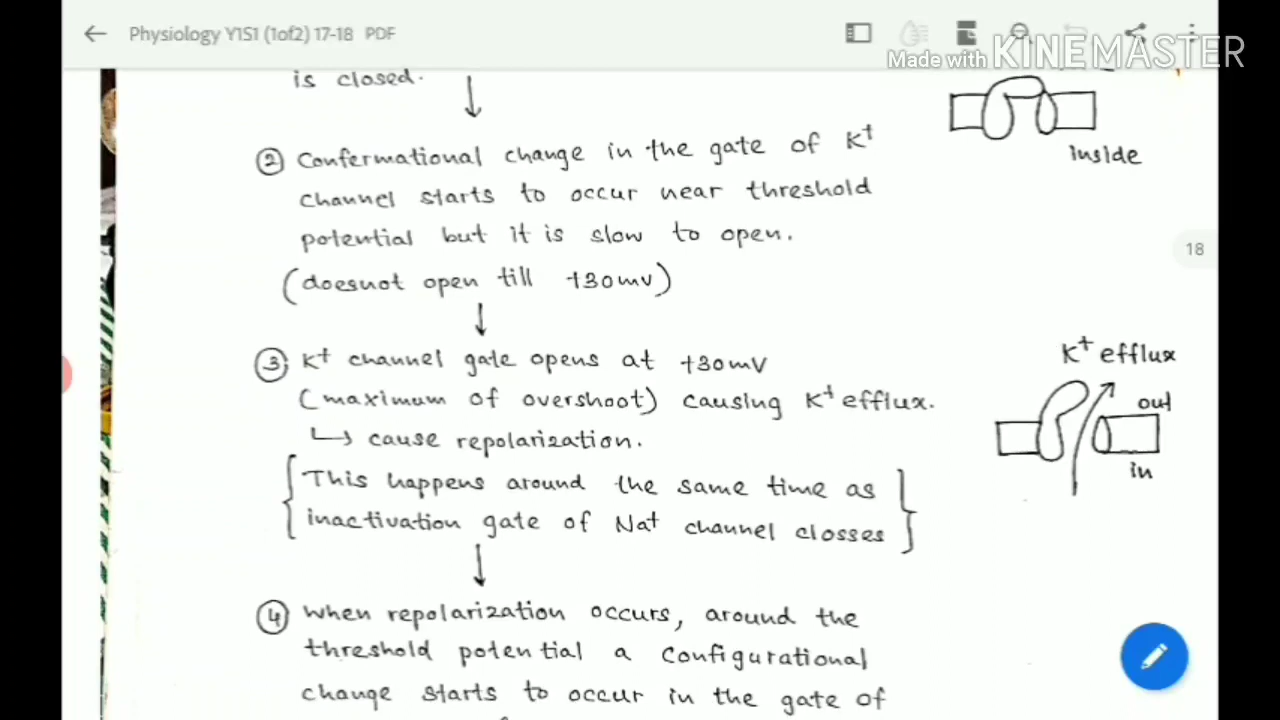 Physiology Y1S1 (1of2) 17-18 PDF
Made with KINEMASTER
is closed.
inside
② Confermational change in the gate of K+
channel starts to occur near threshold
potential but it is slow to open.
(doesnot open till +30mv)
18
③ K+ channel gate opens at +30mV
(maximum of overshoot) causing K+ efflux.
↳ cause repolarization.
K+ efflux
out
in
{This happens around the same time as
inactivation gate of Na+ channel closses}
④ When repolarization occurs, around the
threshold potential a configurational
change starts to occur in the gate of